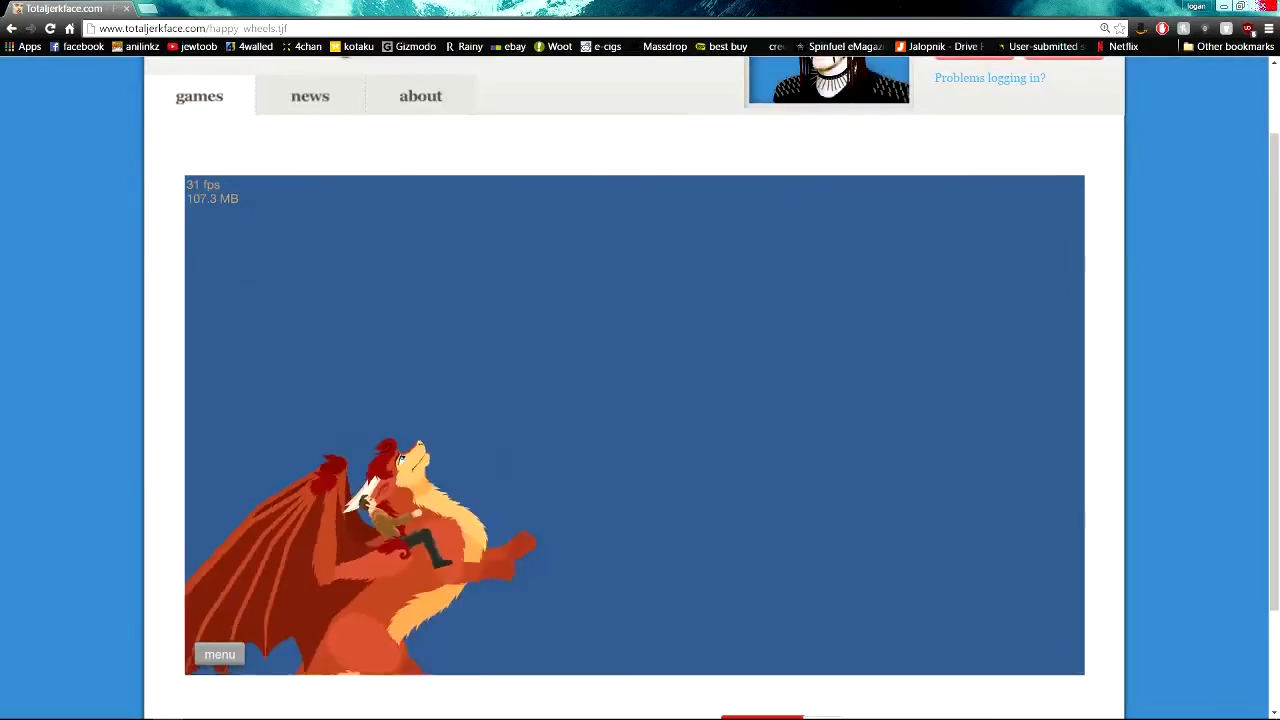 Totaljerkface.com
logan
www.totaljerkface.com/happy_wheels.tjf
Apps facebook anilinkz jewtoob 4walled 4chan kotaku Gizmodo Rainy ebay Woot e-cigs Massdrop best buy cre Spinfuel eMagazi Jalopnik - Drive F User-submitted s Netflix Other bookmarks
Problems logging in?
games news about
31 fps
107.3 MB
menu